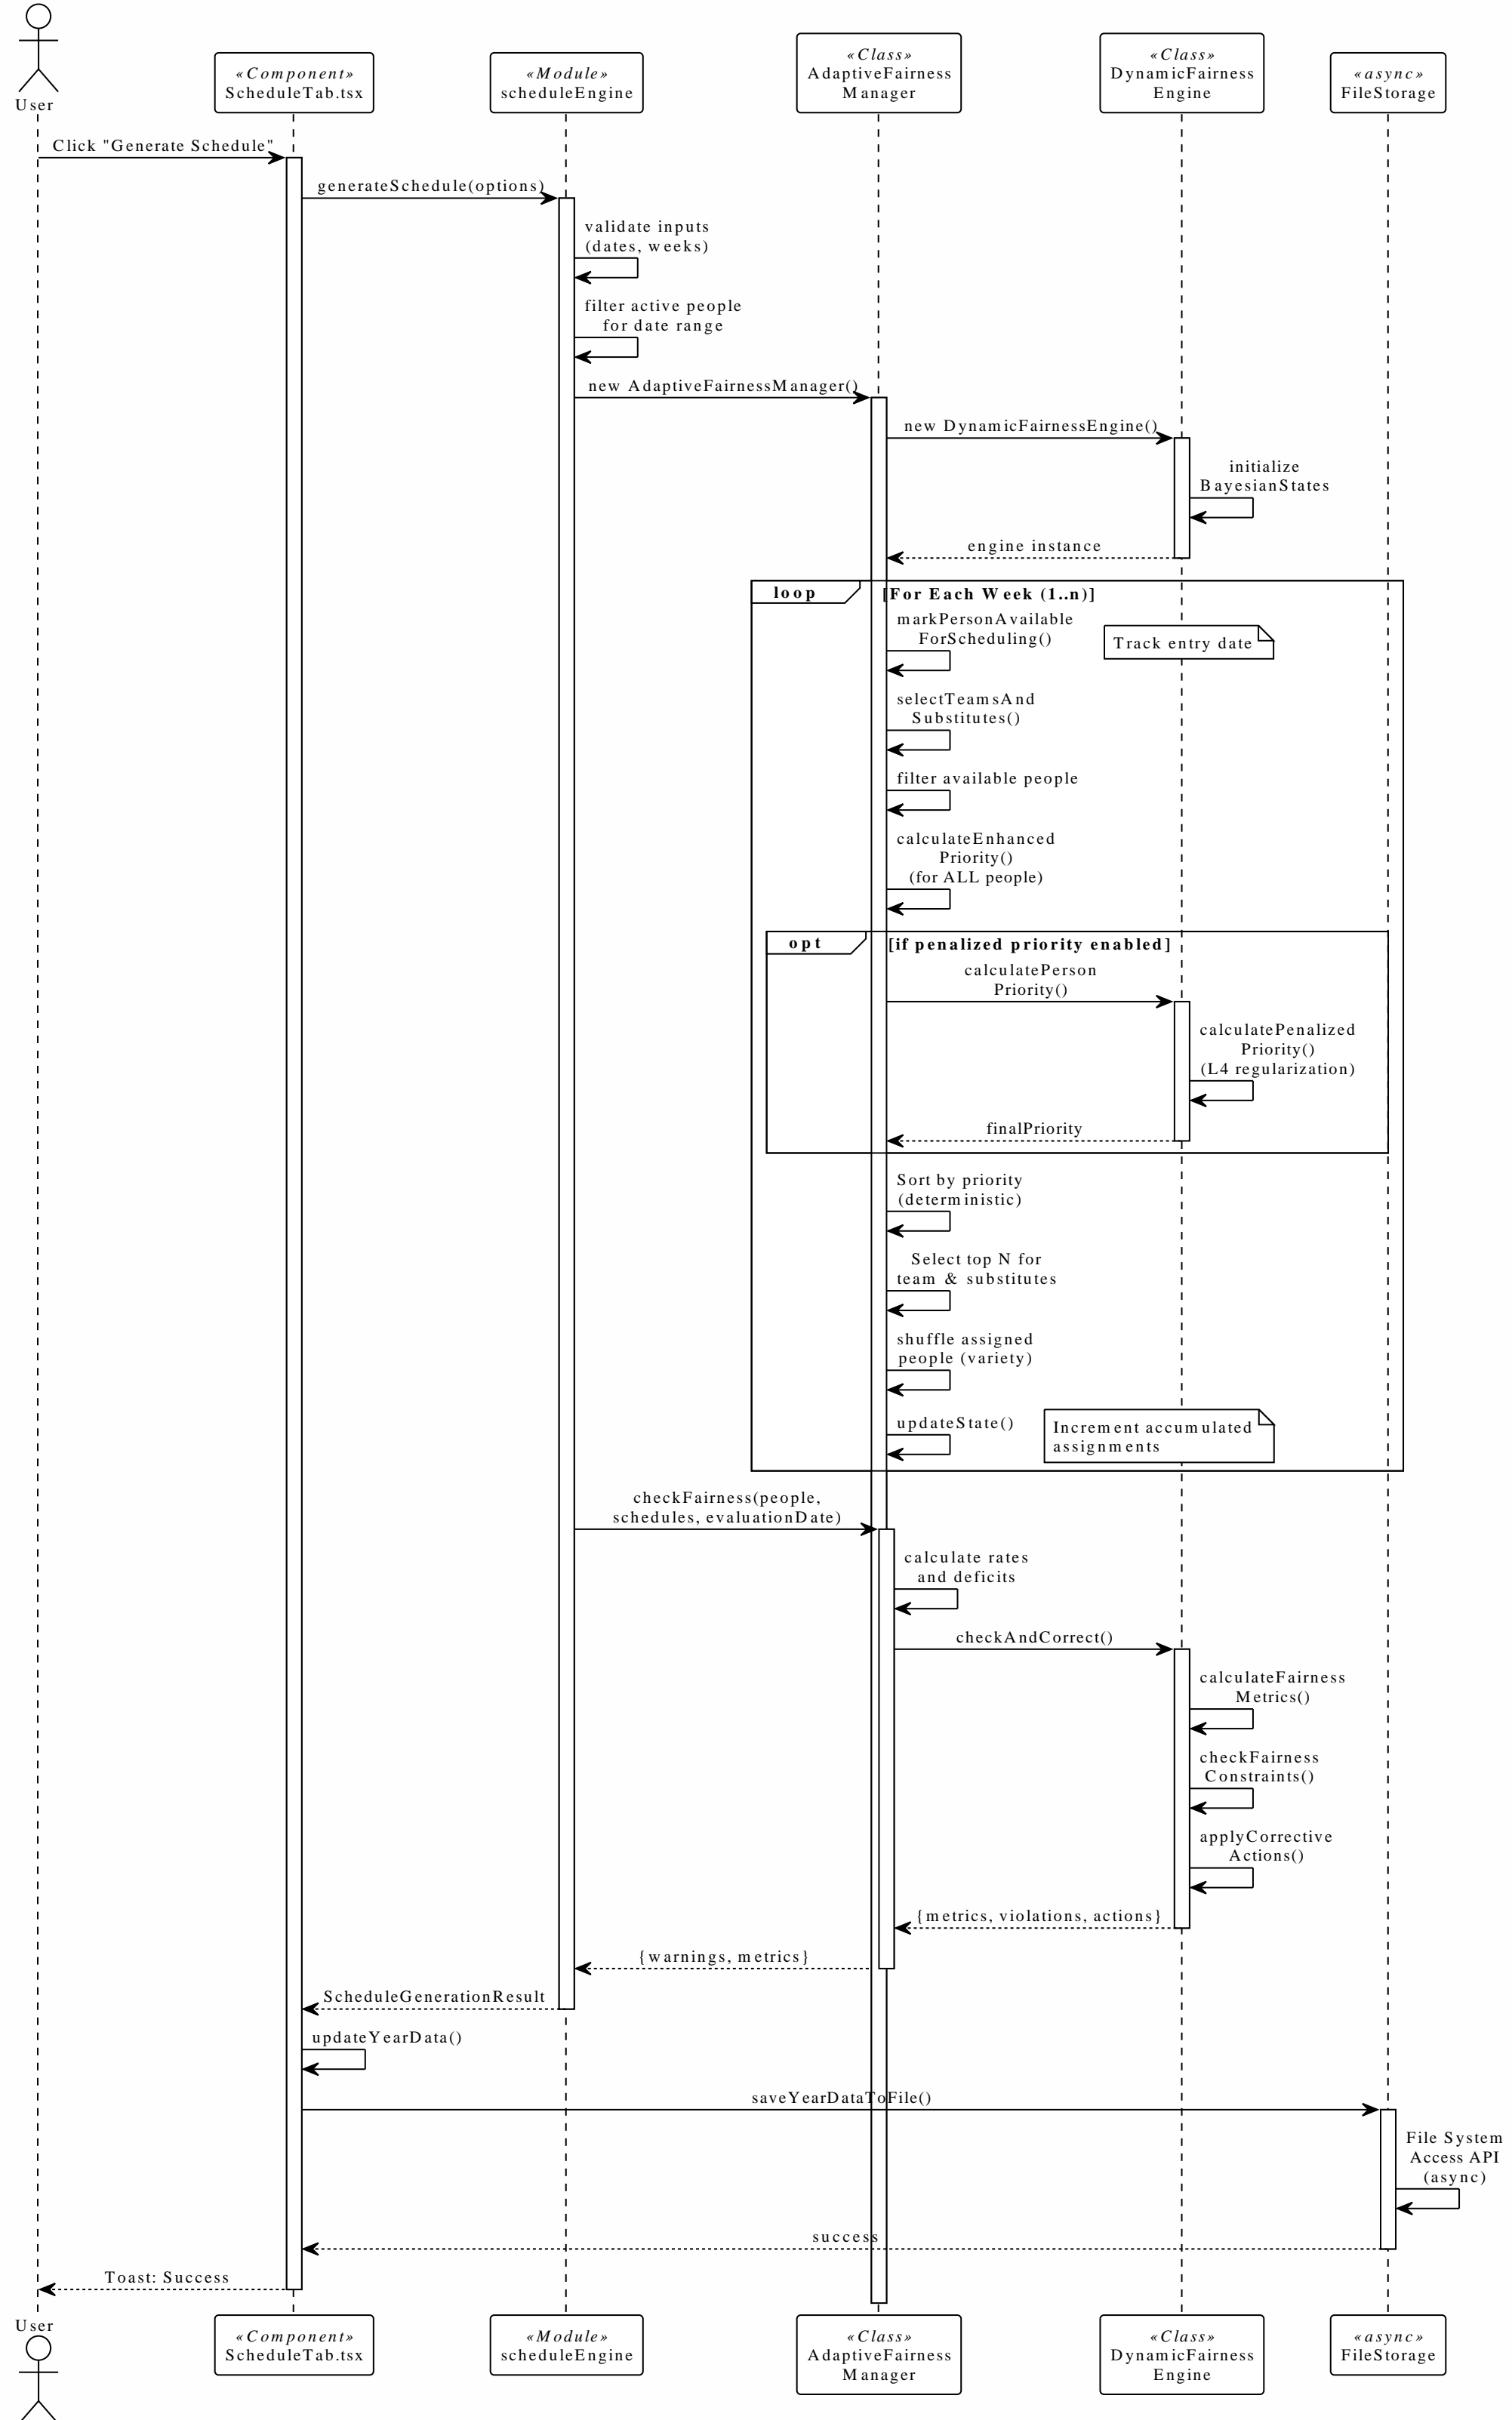 User
«Component»
ScheduleTab.tsx
«Module»
scheduleEngine
«Class»
AdaptiveFairness
Manager
«Class»
DynamicFairness
Engine
«async»
FileStorage
Click "Generate Schedule"
generateSchedule(options)
validate inputs
(dates, weeks)
filter active people
for date range
new AdaptiveFairnessManager()
new DynamicFairnessEngine()
initialize
BayesianStates
engine instance
loop
[For Each Week (1..n)]
markPersonAvailable
ForScheduling()
Track entry date
selectTeamsAnd
Substitutes()
filter available people
calculateEnhanced
Priority()
(for ALL people)
opt
[if penalized priority enabled]
calculatePerson
Priority()
calculatePenalized
Priority()
(L4 regularization)
finalPriority
Sort by priority
(deterministic)
Select top N for
team & substitutes
shuffle assigned
people (variety)
updateState()
Increment accumulated
assignments
checkFairness(people,
schedules, evaluationDate)
calculate rates
and deficits
checkAndCorrect()
calculateFairness
Metrics()
checkFairness
Constraints()
applyCorrective
Actions()
{metrics, violations, actions}
{warnings, metrics}
ScheduleGenerationResult
updateYearData()
saveYearDataToFile()
File System
Access API
(async)
success
Toast: Success
User
«Component»
ScheduleTab.tsx
«Module»
scheduleEngine
«Class»
AdaptiveFairness
Manager
«Class»
DynamicFairness
Engine
«async»
FileStorage